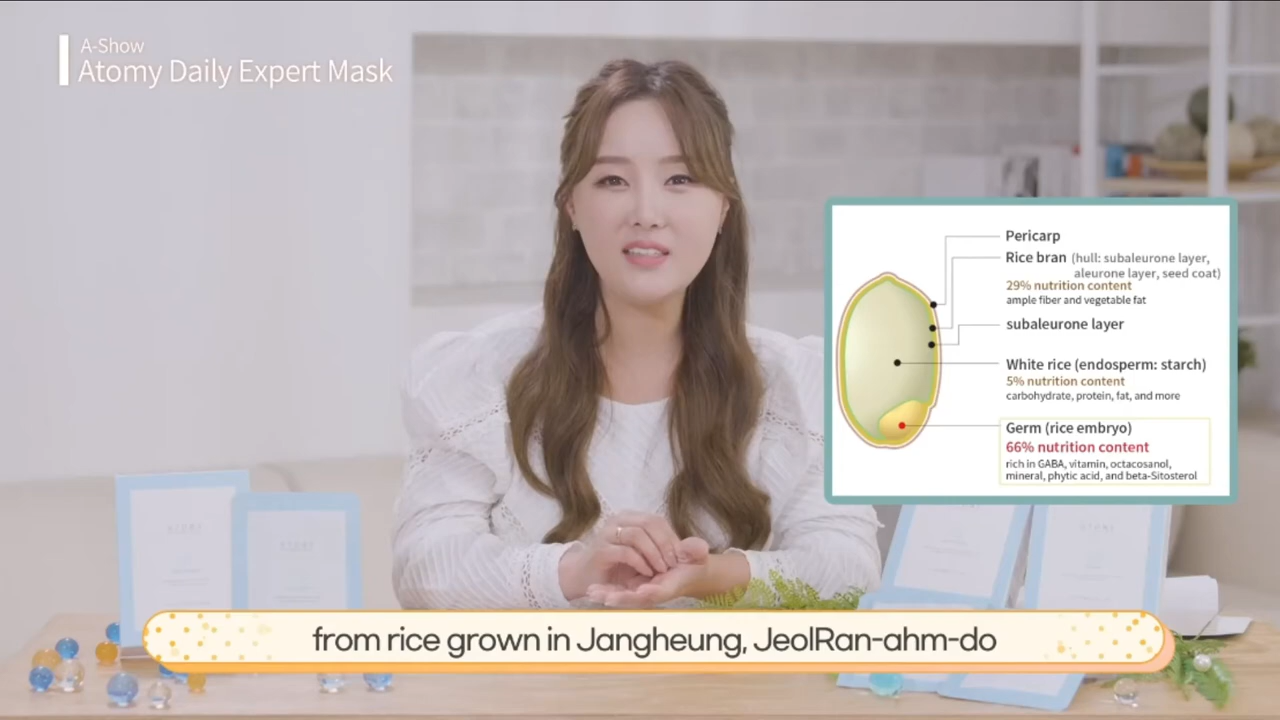 A-Show
Atomy Daily Expert Mask
Pericarp
Rice bran (hull: subaleurone layer,
aleurone layer, seed coat)
29% nutrition content
ample fiber and vegetable fat
subaleurone layer
White rice (endosperm: starch)
5% nutrition content
carbohydrate, protein, fat, and more
Germ (rice embryo)
66% nutrition content
rich in GABA, vitamin, octacosanol,
mineral, phytic acid, and beta-Sitosterol
from rice grown in Jangheung, JeolRan-ahm-do